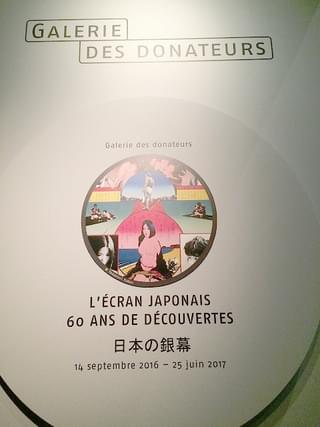 GALERIE
DES DONATEURS
Galerie des donateurs
L'ÉCRAN JAPONAIS
60 ANS DE DÉCOUVERTES
日本の銀幕
14 septembre 2016 – 25 juin 2017